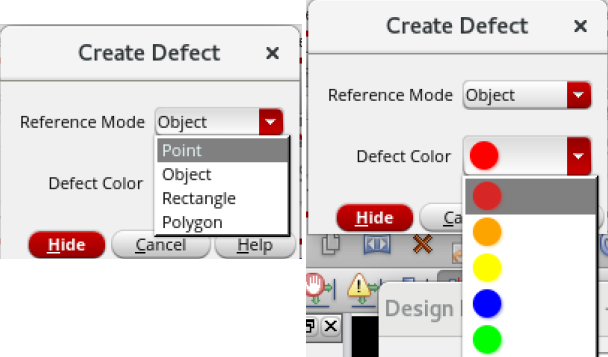 Create Defect
Reference Mode Object
Point
Object
Defect Color
Rectangle
Polygon
Hide Cancel Help
Create Defect
Reference Mode Object
Defect Color
Hide Ca
Design